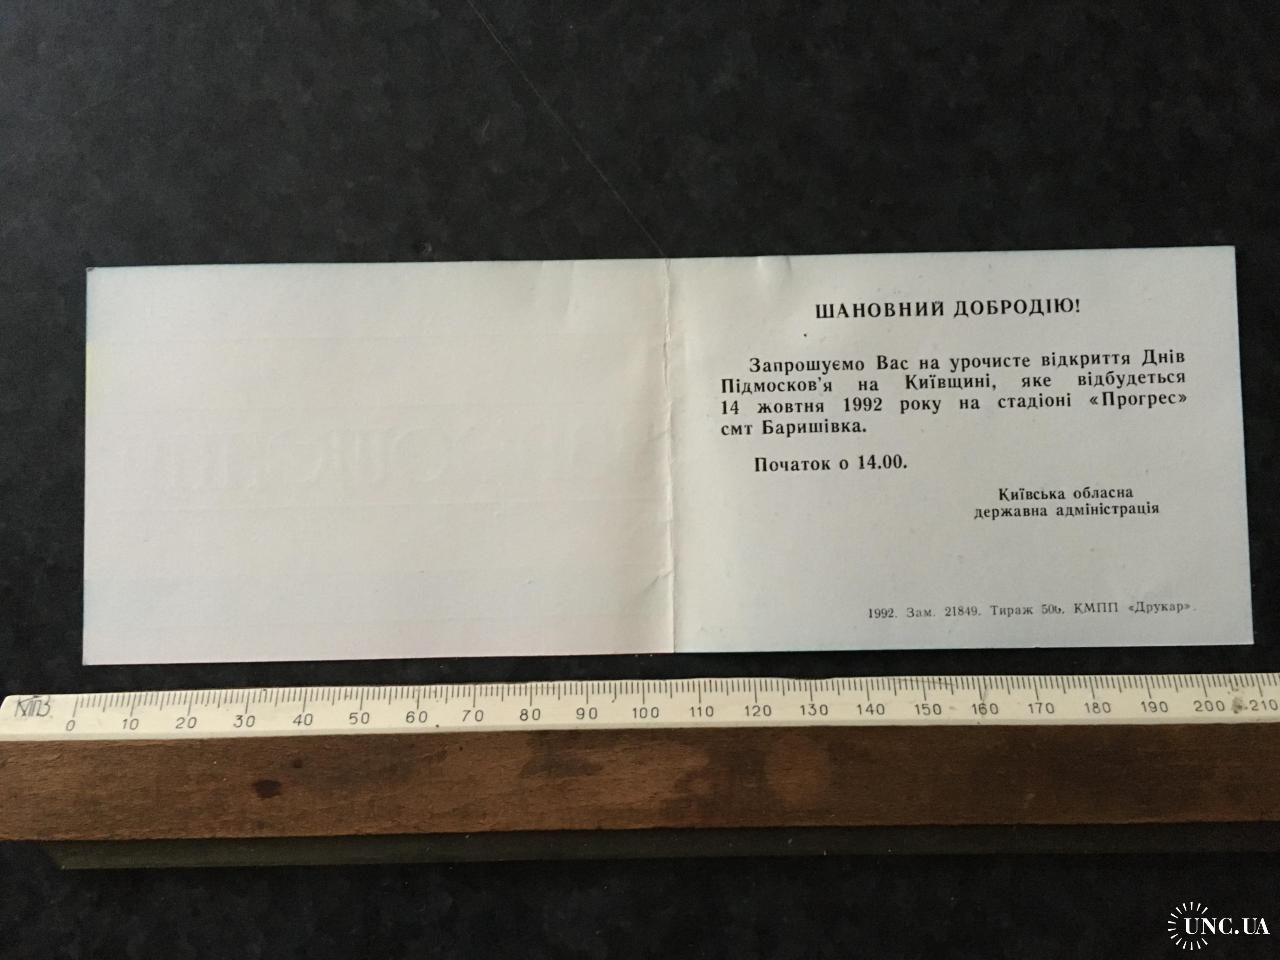 ШАНОВНИЙ ДОБРОДІЮ!
Запрошуємо Вас на урочисте відкриття Днів
Підмосков'я на Київщині, яке відбудеться
14 жовтня 1992 року на стадіоні «Прогрес»
смт Баришівка.
Початок о 14.00.
Київська обласна
державна адміністрація
1992. Зам. 21849. Тираж 500. КМПП «Друкар».
0 10 20 30 40 50 60 70 80 90 100 110 120 130 140 150 160 170 180 190 200 210
UNC.UA